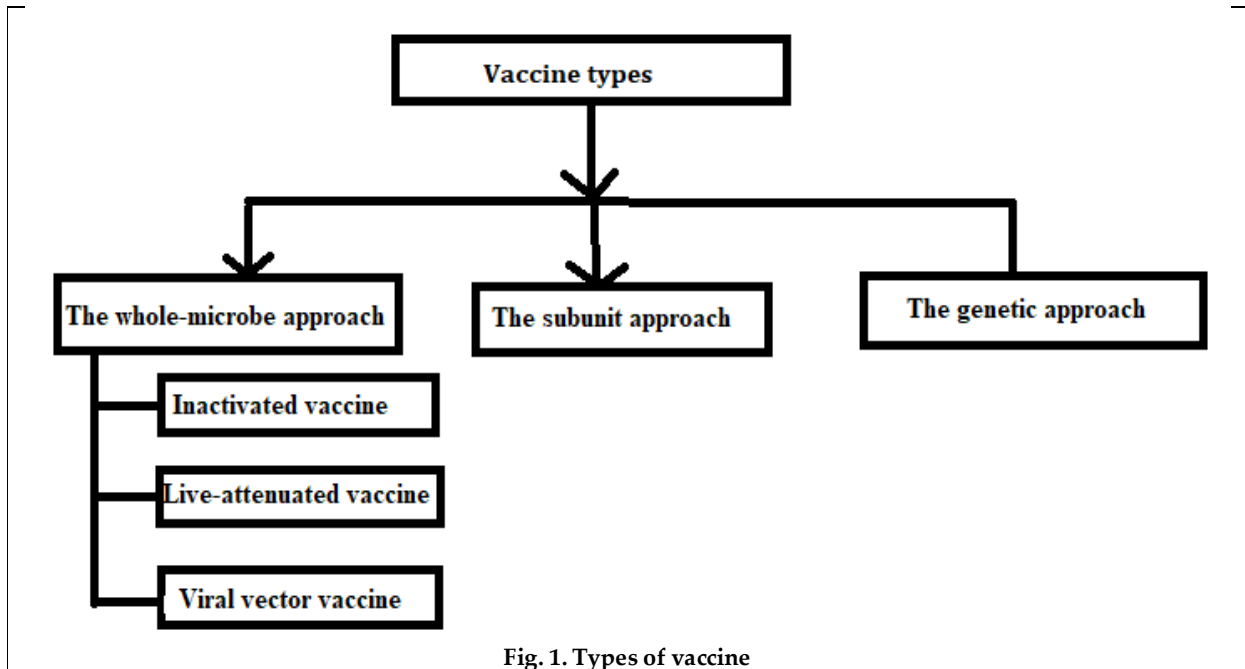 Vaccine types
The whole-microbe approach
The subunit approach
The genetic approach
Inactivated vaccine
Live-attenuated vaccine
Viral vector vaccine
Fig. 1. Types of vaccine